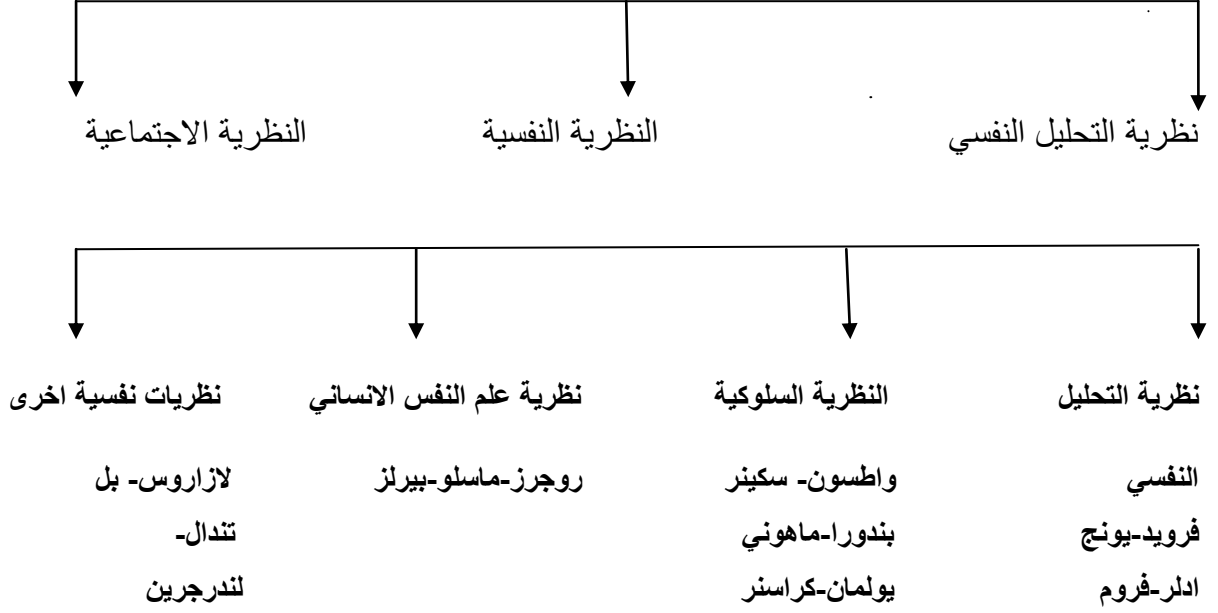 نظرية التحليل النفسي النظرية النفسية النظرية الاجتماعية
نظرية التحليل النظرية السلوكية نظرية علم النفس الانساني نظريات نفسية اخرى
النفسي واطسون- سكينر روجرز-ماسلو-بيرلز لازاروس- بل
فرويد-يونج بندورا-ماهوني تندال-
ادلر-فروم يولمان-كراسنر لندرجرين